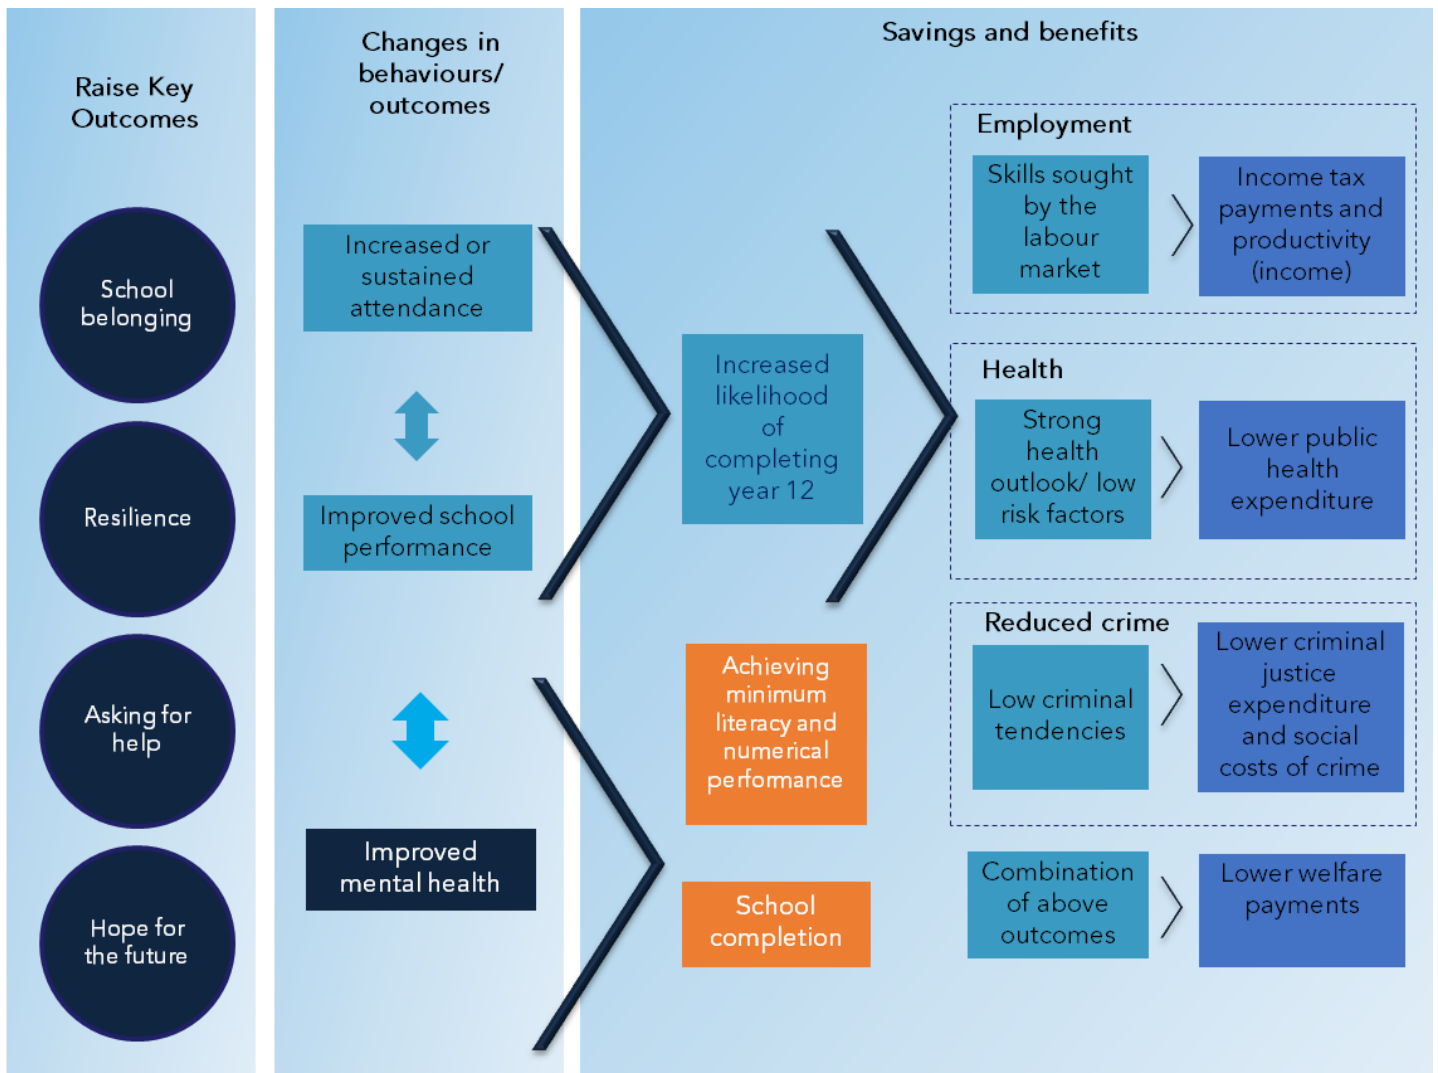 Raise Key
Outcomes
School
belonging
Resilience
Asking for
help
Hope for
the future
Changes in
behaviours/
outcomes
Increased or
sustained
attendance
Improved school
performance
Improved
mental health
Savings and benefits
Increased
likelihood
of
completing
year 12
Achieving
minimum
literacy and
numerical
performance
School
completion
Employment
Skills sought
by the
labour
market
Income tax
payments and
productivity
(income)
Health
Strong
health
outlook/ low
risk factors
Lower public
health
expenditure
Reduced crime
Low criminal
tendencies
Lower criminal
justice
expenditure
and social
costs of crime
Combination
of above
outcomes
Lower welfare
payments